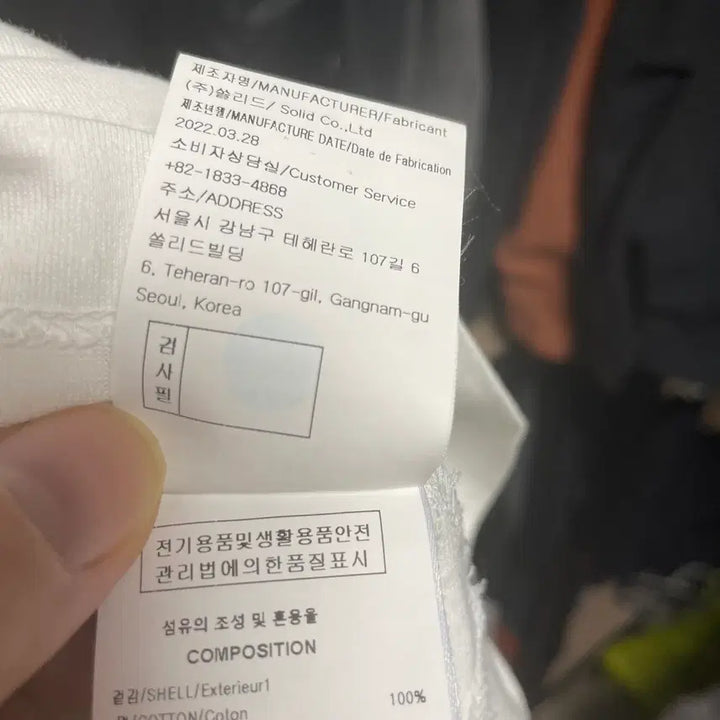 제조자명/MANUFACTURER/Fabricant
(주)쏠리드/ Solid Co.,Ltd
제조년월/MANUFACTURE DATE/Date de Fabrication
2022.03.28
소비자상담실/Customer Service
+82-1833-4868
주소/ADDRESS
서울시 강남구 테헤란로 107길 6
쏠리드빌딩
6. Teheran-ro 107-gil, Gangnam-gu
Seoul, Korea
검사필
전기용품및생활용품안전
관리법에의한품질표시
섬유의 조성 및 혼용율
COMPOSITION
겉감/SHELL/Exterieur1 100%
면/COTTON/Coton